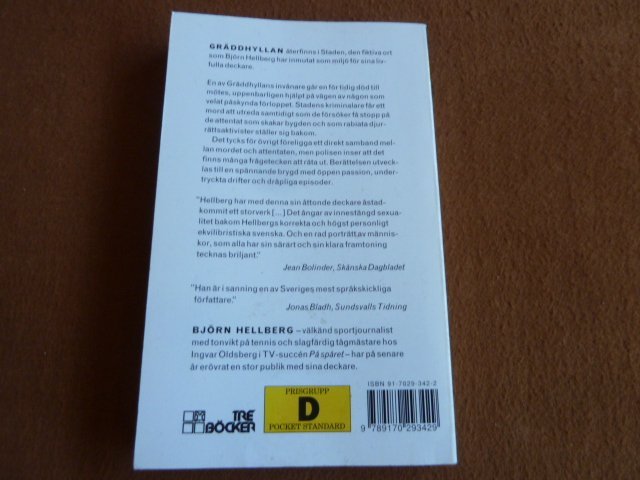 GRÄDDHYLLAN återfinns i Staden, den fiktiva ort
som Björn Hellberg har inmutat som miljö för sina liv-
fulla deckare.
En av Gräddhyllans invånare går en för tidig död till
mötes, uppenbarligen hjälpt på vägen av någon som
velat påskynda förloppet. Stadens kriminalare får ett
mord att utreda samtidigt som de försöker få stopp på
de attentat som skakar bygden och som rabiata djur-
rättsaktivister ställer sig bakom.
Det tycks för övrigt föreligga ett direkt samband mel-
lan mordet och attentaten, men polisen inser att det
finns många frågetecken att räta ut. Berättelsen utveck-
las till en spännande brygd med öppen passion, under-
tryckta drifter och dråpliga episoder.
"Hellberg har med denna sin åttonde deckare åstad-
kommit ett storverk [...] Det ångar av innestängd sexua-
litet bakom Hellbergs korrekta och högst personligt
ekvilibristiska svenska. Och en rad porträtt av männis-
kor, som alla har sin särart och sin klara framtoning
tecknas briljant."
Jean Bolinder, Skånska Dagbladet
"Han är i sanning en av Sveriges mest språkskickliga
författare."
Jonas Bladh, Sundsvalls Tidning
BJÖRN HELLBERG – välkänd sportjournalist
med tonvikt på tennis och slagfärdig tågmästare hos
Ingvar Oldsberg i TV-succén På spåret – har på senare
år erövrat en stor publik med sina deckare.
ISBN 91-7029-342-2
PRISGRUPP
D
POCKET STANDARD
TRE
BÖCKER
9 789170 293429